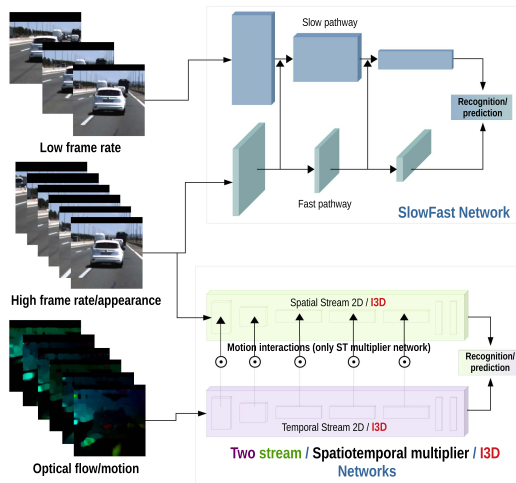 Slow pathway
Recognition/
prediction
Low frame rate
Fast pathway
SlowFast Network
High frame rate/appearance
Spatial Stream 2D / I3D
Motion interactions (only ST multiplier network)
Recognition/
prediction
Temporal Stream 2D / I3D
Optical flow/motion
Two stream / Spatiotemporal multiplier / I3D
Networks